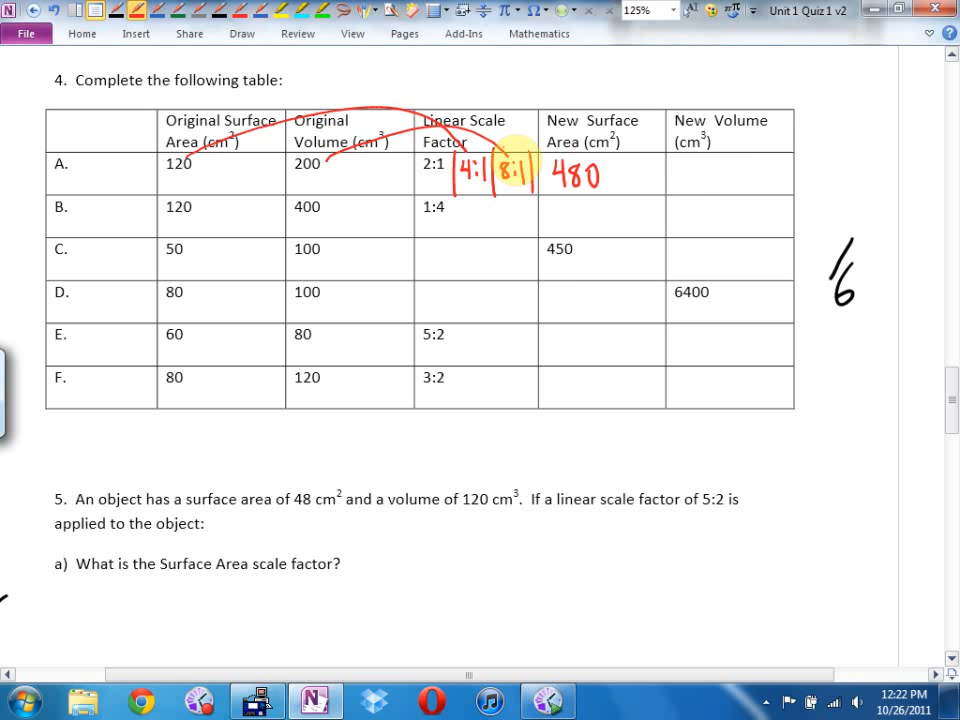 125% Unit 1 Quiz 1 v2
File Home Insert Share Draw Review View Pages Add-Ins Mathematics
4. Complete the following table:
Original Surface Area (cm²) Original Volume (cm³) Linear Scale Factor New Surface Area (cm²) New Volume (cm³)
A. 120 200 2:1 4:1 8:1 480
B. 120 400 1:4
C. 50 100 450
D. 80 100 6400
E. 60 80 5:2
F. 80 120 3:2
/6
5. An object has a surface area of 48 cm² and a volume of 120 cm³. If a linear scale factor of 5:2 is
applied to the object:
a) What is the Surface Area scale factor?
12:22 PM
10/26/2011